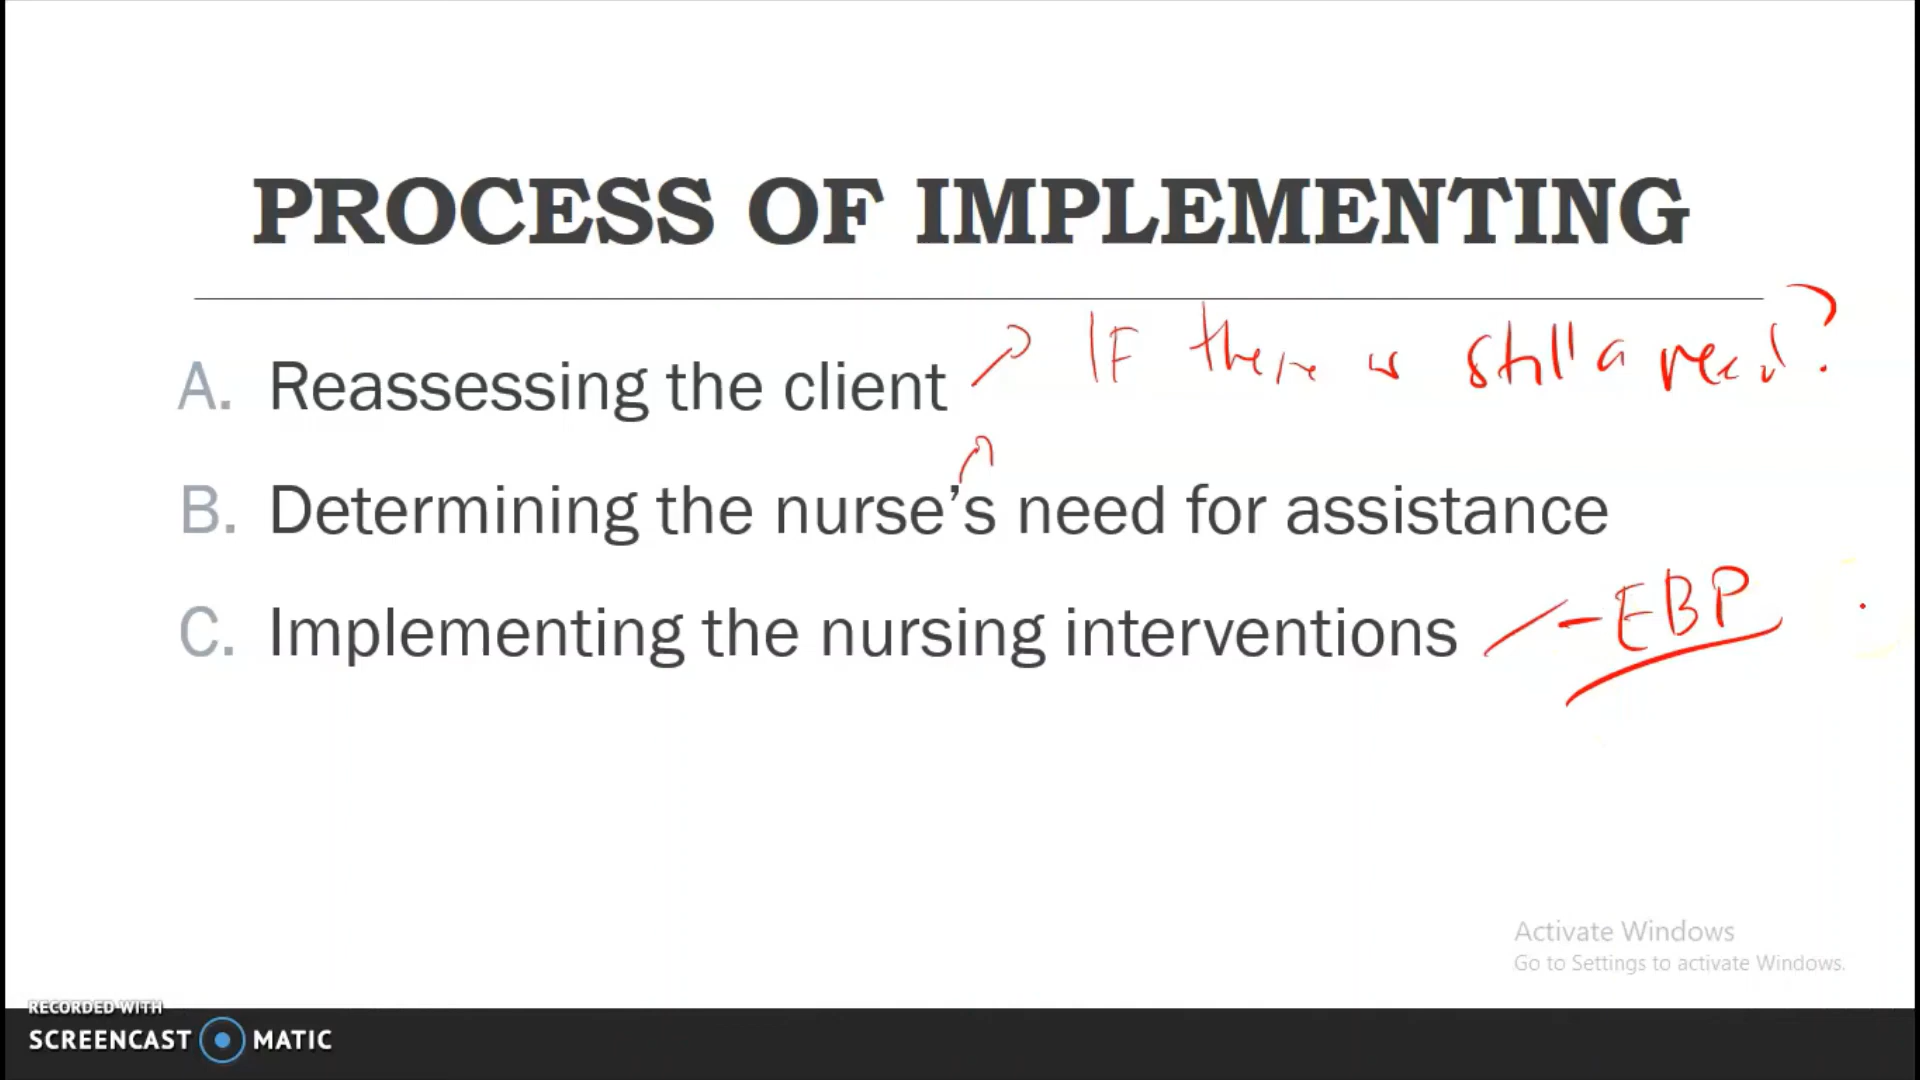 PROCESS OF IMPLEMENTING
A. Reassessing the client IF there is still a need?
B. Determining the nurse's need for assistance
C. Implementing the nursing interventions - EBP
Activate Windows
Go to Settings to activate Windows.
RECORDED WITH
SCREENCAST MATIC